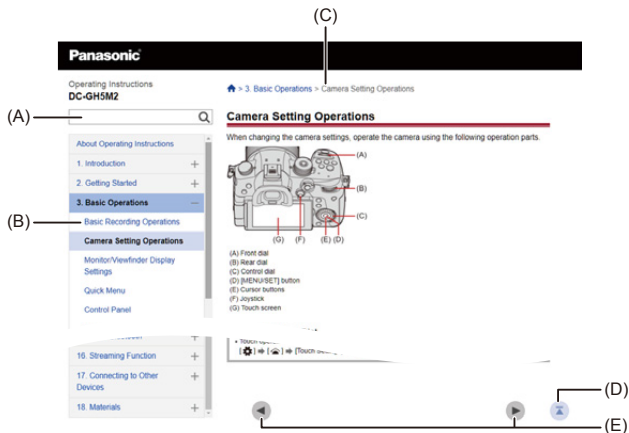 (C)
Panasonic
Operating Instructions
DC-GH5M2
> 3. Basic Operations > Camera Setting Operations
(A)
Camera Setting Operations
When changing the camera settings, operate the camera using the following operation parts.
About Operating Instructions
1. Introduction
2. Getting Started
3. Basic Operations
(B)
Basic Recording Operations
Camera Setting Operations
Monitor/Viewfinder Display
Settings
Quick Menu
Control Panel
(A)
(B)
(C)
(G) (F) (E) (D)
(A) Front dial
(B) Rear dial
(C) Control dial
(D) [MENU/SET] button
(E) Cursor buttons
(F) Joystick
(G) Touch screen
16. Streaming Function
17. Connecting to Other
Devices
18. Materials
[Touch
(D)
(E)